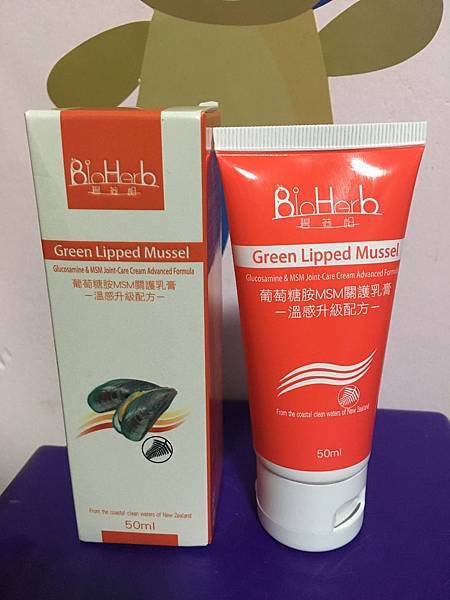 BioHerb
碧荷柏
Green Lipped Mussel
Glucosamine & MSM Joint-Care Cream Advanced Formula
葡萄糖胺MSM關護乳膏
－溫感升級配方－
From the coastal clean waters of New Zealand
50ml
BioHerb
碧荷柏
Green Lipped Mussel
Glucosamine & MSM Joint-Care Cream Advanced Formula
葡萄糖胺MSM關護乳膏
－溫感升級配方－
From the coastal clean waters of New Zealand
50ml